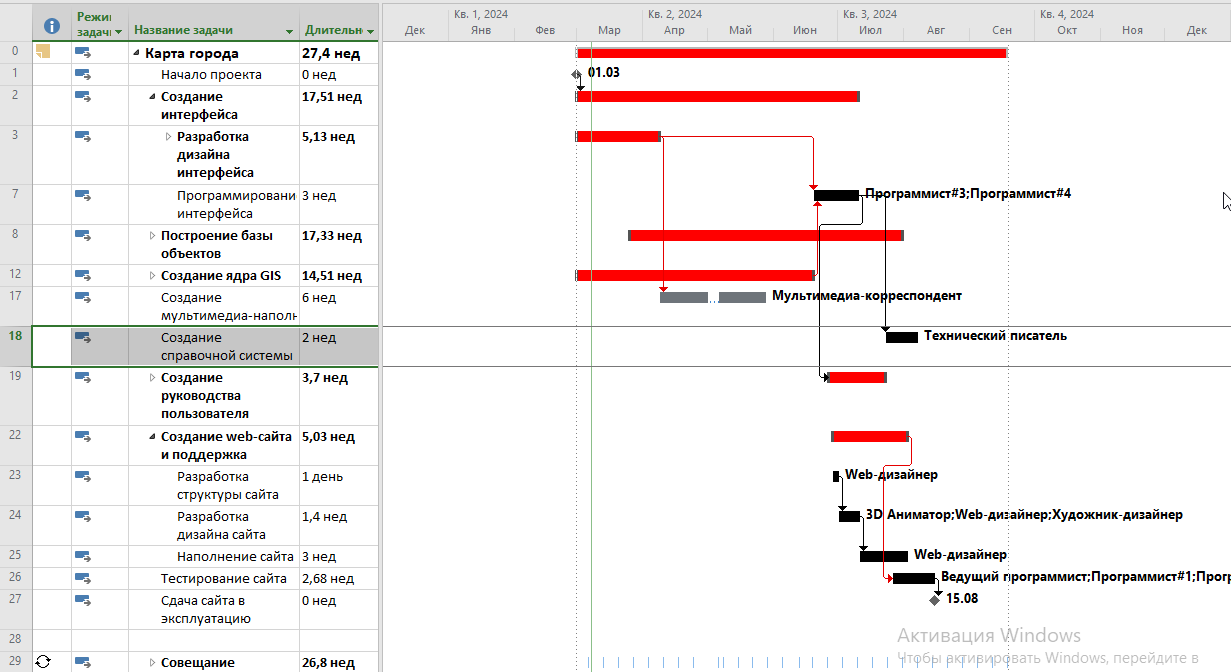 Режи
задач
Название задачи
Длительн
Кв. 1, 2024
Кв. 2, 2024
Кв. 3, 2024
Кв. 4, 2024
Дек
Янв
Фев
Мар
Апр
Май
Июн
Июл
Авг
Сен
Окт
Ноя
Дек
0 Карта города 27,4 нед
1 Начало проекта 0 нед 01.03
2 Создание 17,51 нед
интерфейса
3 Разработка 5,13 нед
дизайна
интерфейса
7 Программировани 3 нед Программист#3;Программист#4
интерфейса
8 Построение базы 17,33 нед
объектов
12 Создание ядра GIS 14,51 нед
17 Создание 6 нед Мультимедиа-корреспондент
мультимедиа-напол
18 Создание 2 нед Технический писатель
справочной системы
19 Создание 3,7 нед
руководства
пользователя
22 Создание web-сайта 5,03 нед
и поддержка
23 Разработка 1 день Web-дизайнер
структуры сайта
24 Разработка 1,4 нед 3D Аниматор;Web-дизайнер;Художник-дизайнер
дизайна сайта
25 Наполнение сайта 3 нед Web-дизайнер
26 Тестирование сайта 2,68 нед Ведущий программист;Программист#1;Прог
27 Сдача сайта в 0 нед 15.08
эксплуатацию
28
29 Совещание 26,8 нед
Активация Windows
Чтобы активировать Windows, перейдите в